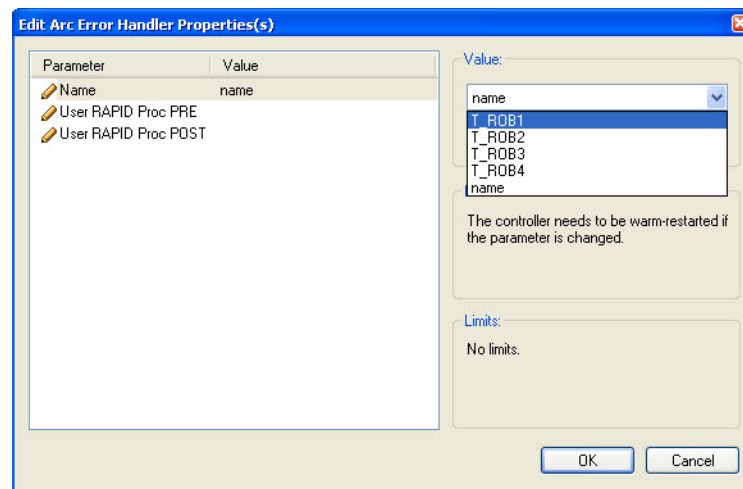 Edit Arc Error Handler Properties(s)
Parameter Value
Name name
User RAPID Proc PRE
User RAPID Proc POST
Value:
name
T_ROB1
T_ROB2
T_ROB3
T_ROB4
name
The controller needs to be warm-restarted if
the parameter is changed.
Limits:
No limits.
OK Cancel